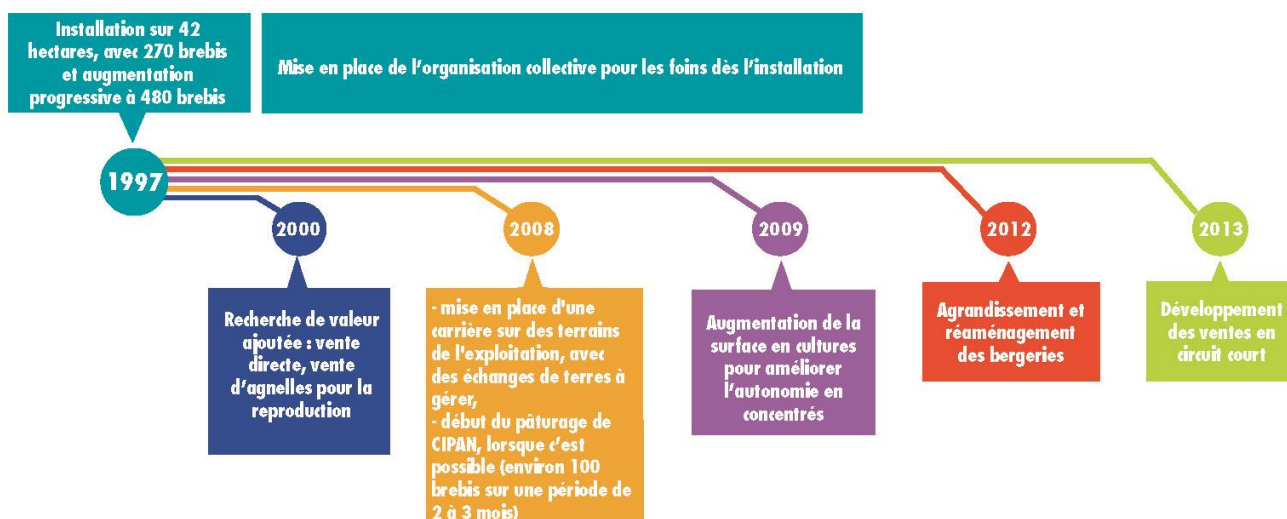 Installation sur 42
hectares, avec 270 brebis
et augmentation
progressive à 480 brebis
Mise en place de l'organisation collective pour les foins dès l'installation
1997
2000
2008
2009
2012
2013
Recherche de valeur
ajoutée : vente
directe, vente
d'agnelles pour la
reproduction
- mise en place d'une
carrière sur des terrains
de l'exploitation, avec
des échanges de terres à
gérer,
- début du pâturage de
CIPAN, lorsque c'est
possible (environ 100
brebis sur une période de
2 à 3 mois)
Augmentation de la
surface en cultures
pour améliorer
l'autonomie en
concentrés
Agrandissement et
réaménagement
des bergeries
Développement
des ventes en
circuit court